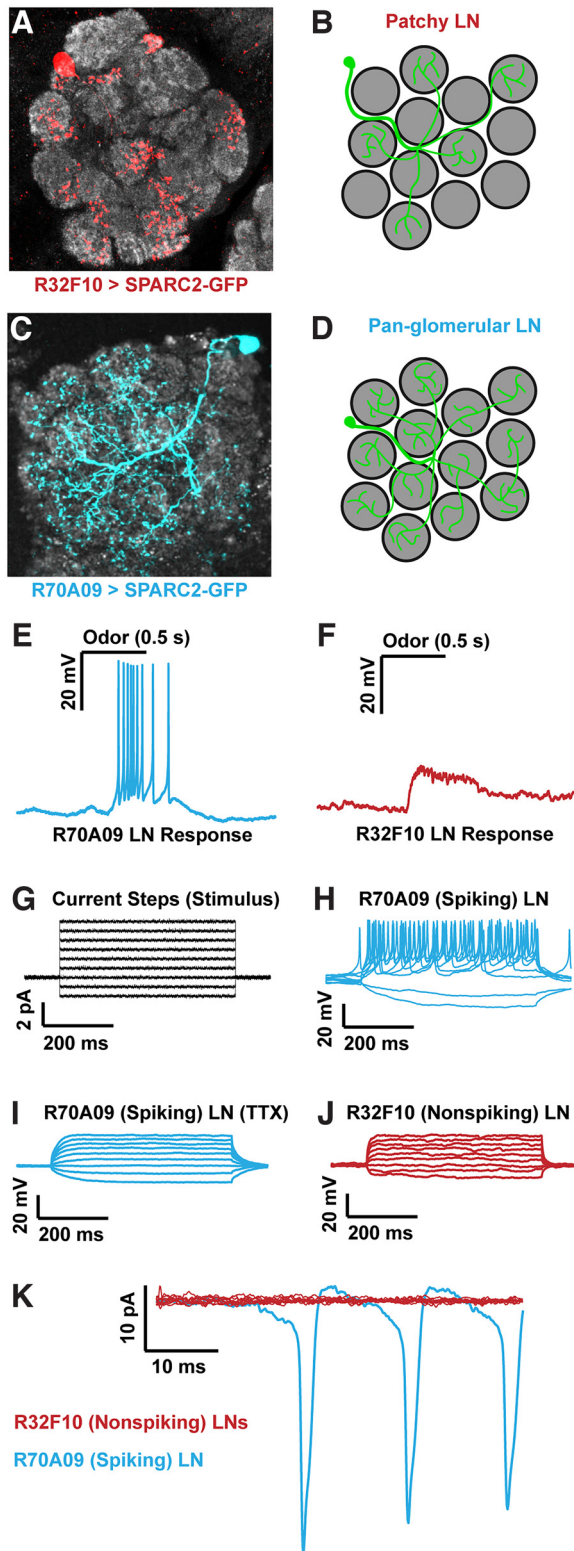 A
B
Patchy LN
R32F10 > SPARC2-GFP
C
D
Pan-glomerular LN
R70A09 > SPARC2-GFP
E
Odor (0.5 s)
20 mV
R70A09 LN Response
F
Odor (0.5 s)
20 mV
R32F10 LN Response
G
Current Steps (Stimulus)
2 pA
200 ms
H
R70A09 (Spiking) LN
20 mV
200 ms
I
R70A09 (Spiking) LN (TTX)
20 mV
200 ms
J
R32F10 (Nonspiking) LN
20 mV
200 ms
K
10 pA
10 ms
R32F10 (Nonspiking) LNs
R70A09 (Spiking) LN